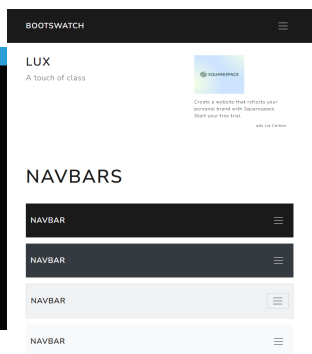 BOOTSWATCH
LUX
A touch of class
SQUARESPACE
Create a website that reflects your
personal brand with Squarespace.
Start your free trial.
ads via Carbon
NAVBARS
NAVBAR
NAVBAR
NAVBAR
NAVBAR